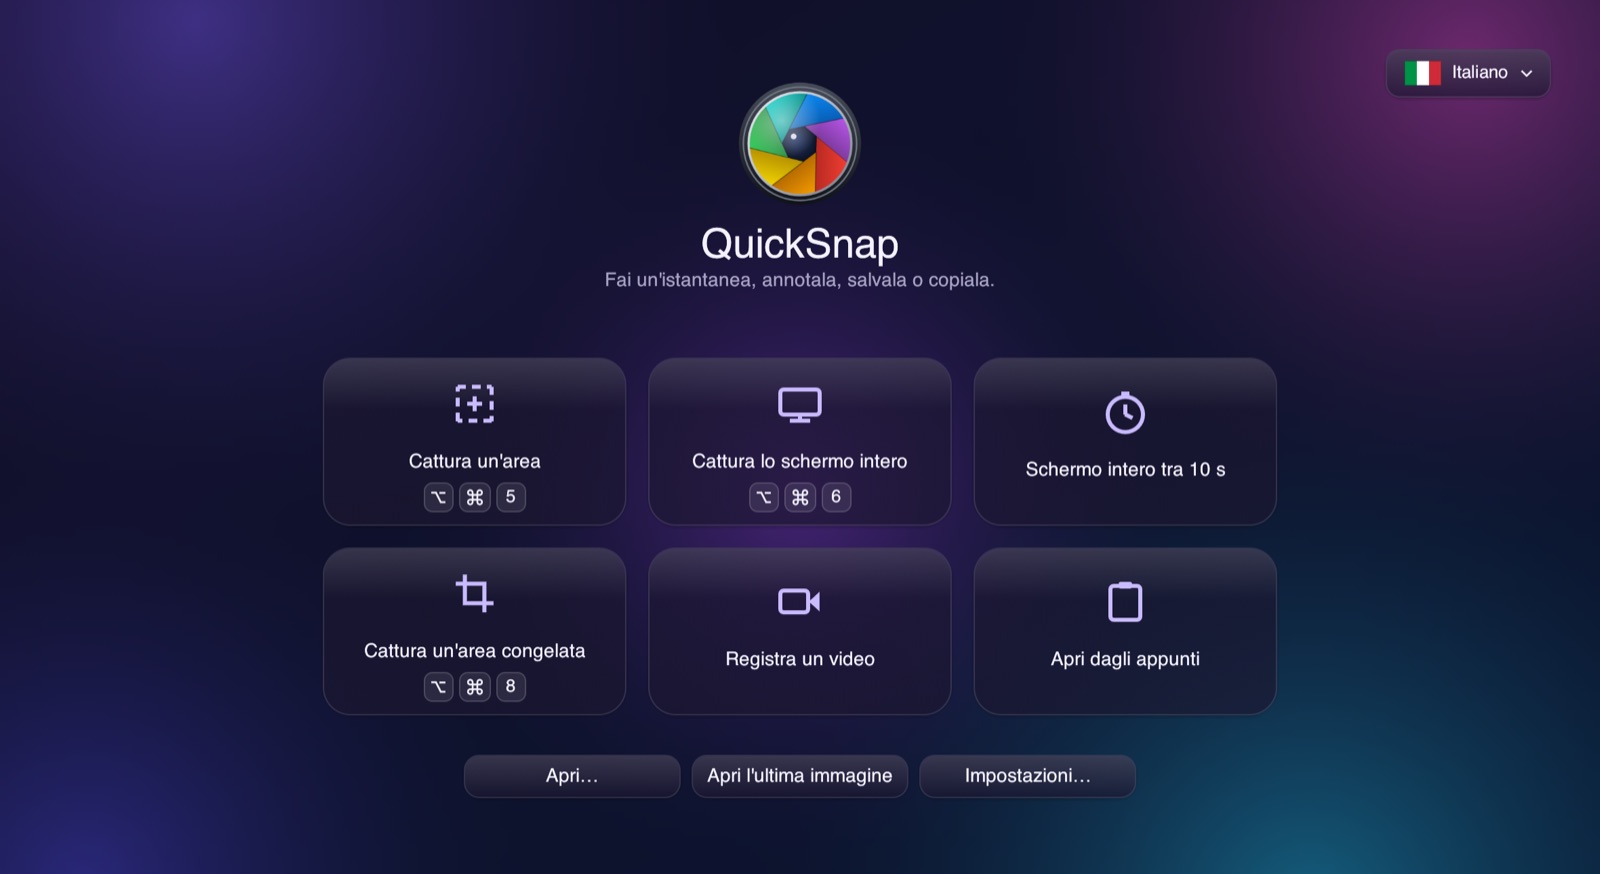 Italiano
QuickSnap
Fai un'istantanea, annotala, salvala o copiala.
Cattura un'area
⌥ ⌘ 5
Cattura lo schermo intero
⌥ ⌘ 6
Schermo intero tra 10 s
Cattura un'area congelata
⌥ ⌘ 8
Registra un video
Apri dagli appunti
Apri…
Apri l'ultima immagine
Impostazioni…